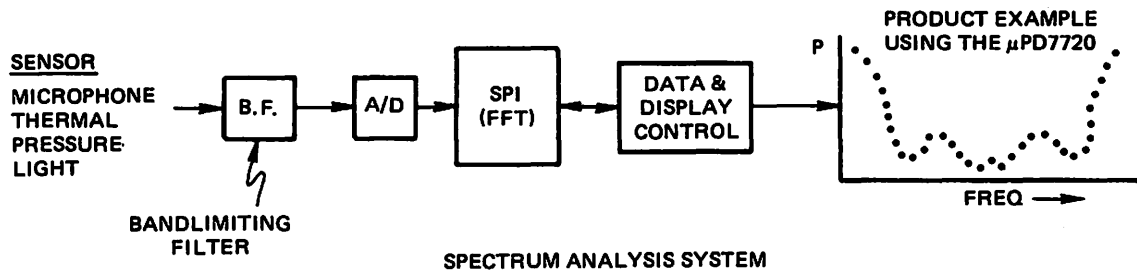 SENSOR
MICROPHONE
THERMAL
PRESSURE·
LIGHT
B.F.
BANDLIMITING
FILTER
A/D
SPI
(FFT)
DATA &
DISPLAY
CONTROL
PRODUCT EXAMPLE
USING THE μPD7720
P
FREQ
SPECTRUM ANALYSIS SYSTEM